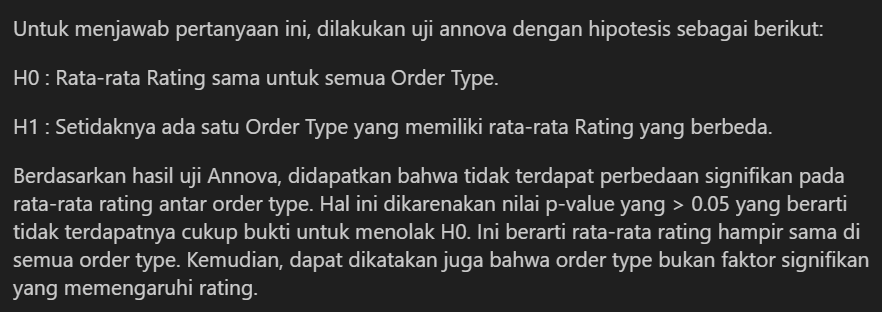 Untuk menjawab pertanyaan ini, dilakukan uji annova dengan hipotesis sebagai berikut:
H0 : Rata-rata Rating sama untuk semua Order Type.
H1 : Setidaknya ada satu Order Type yang memiliki rata-rata Rating yang berbeda.
Berdasarkan hasil uji Annova, didapatkan bahwa tidak terdapat perbedaan signifikan pada
rata-rata rating antar order type. Hal ini dikarenakan nilai p-value yang > 0.05 yang berarti
tidak terdapatnya cukup bukti untuk menolak H0. Ini berarti rata-rata rating hampir sama di
semua order type. Kemudian, dapat dikatakan juga bahwa order type bukan faktor signifikan
yang memengaruhi rating.